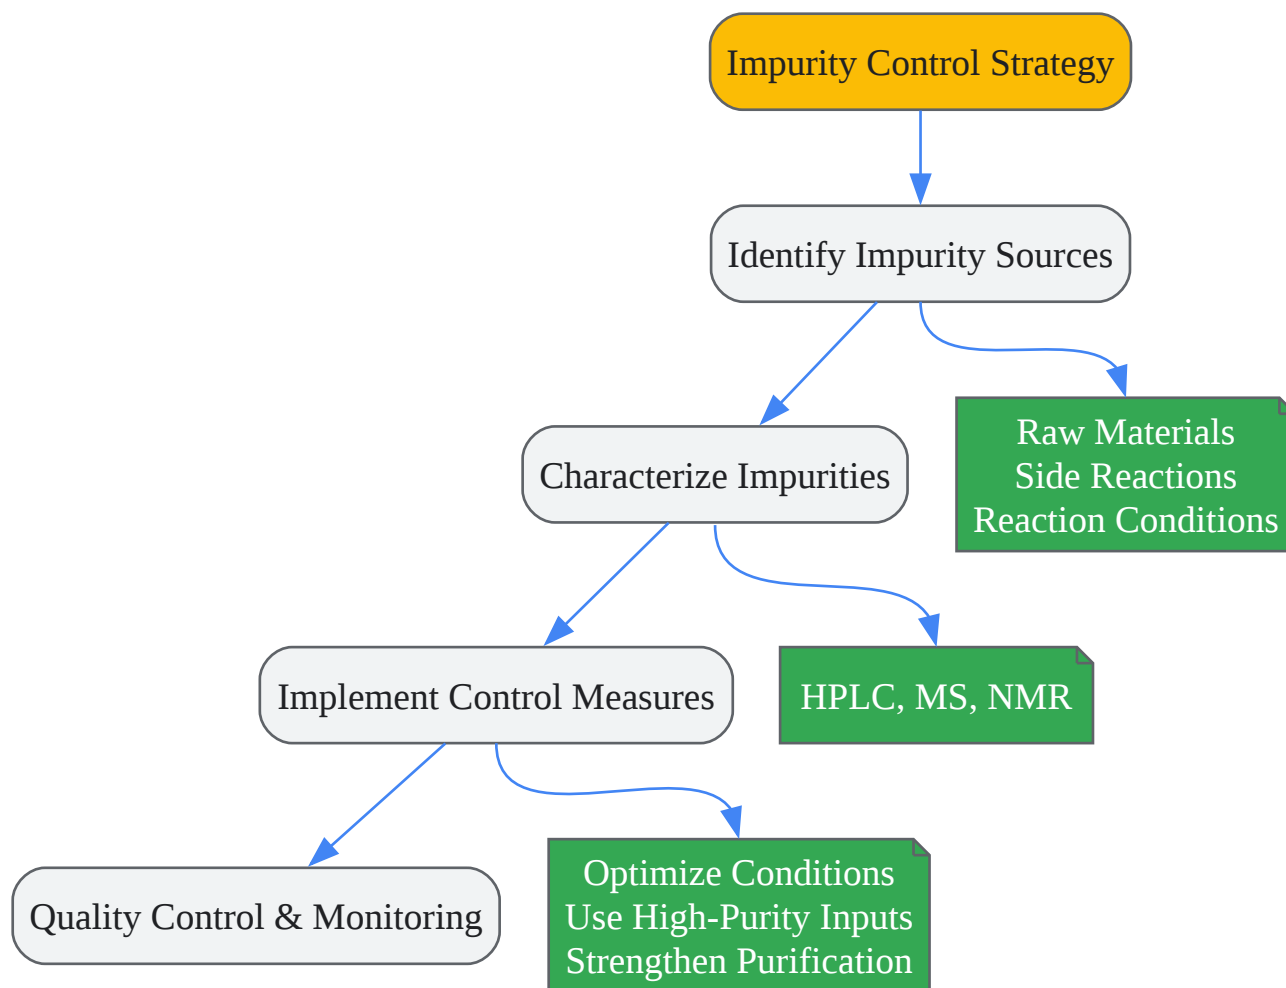 Impurity Control Strategy
Identify Impurity Sources
Characterize Impurities
Raw Materials
Side Reactions
Reaction Conditions
Implement Control Measures
HPLC, MS, NMR
Quality Control & Monitoring
Optimize Conditions
Use High-Purity Inputs
Strengthen Purification